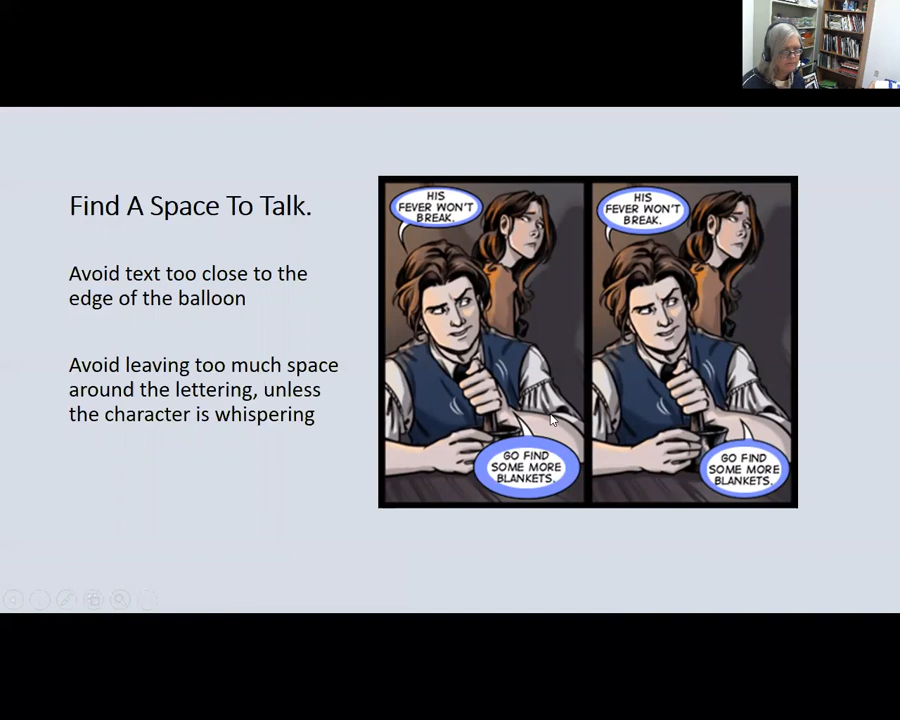 Find A Space To Talk.
Avoid text too close to the
edge of the balloon
Avoid leaving too much space
around the lettering, unless
the character is whispering
HIS
FEVER WON'T
BREAK.
GO FIND
SOME MORE
BLANKETS.
HIS
FEVER WON'T
BREAK.
GO FIND
SOME MORE
BLANKETS.